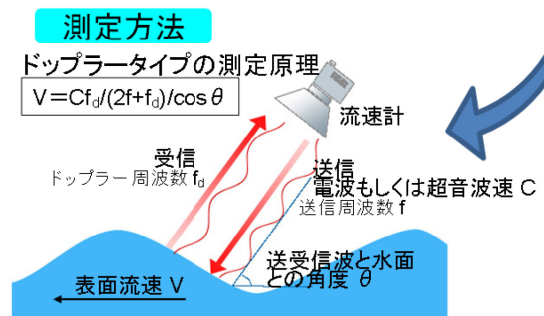 測定方法
ドップラータイプの測定原理
V＝Cfd/(2f+fd)/cosθ
流速計
受信
ドップラー周波数 fd
送信
電波もしくは超音波速 C
送信周波数 f
送受信波と水面
との角度 θ
表面流速 V